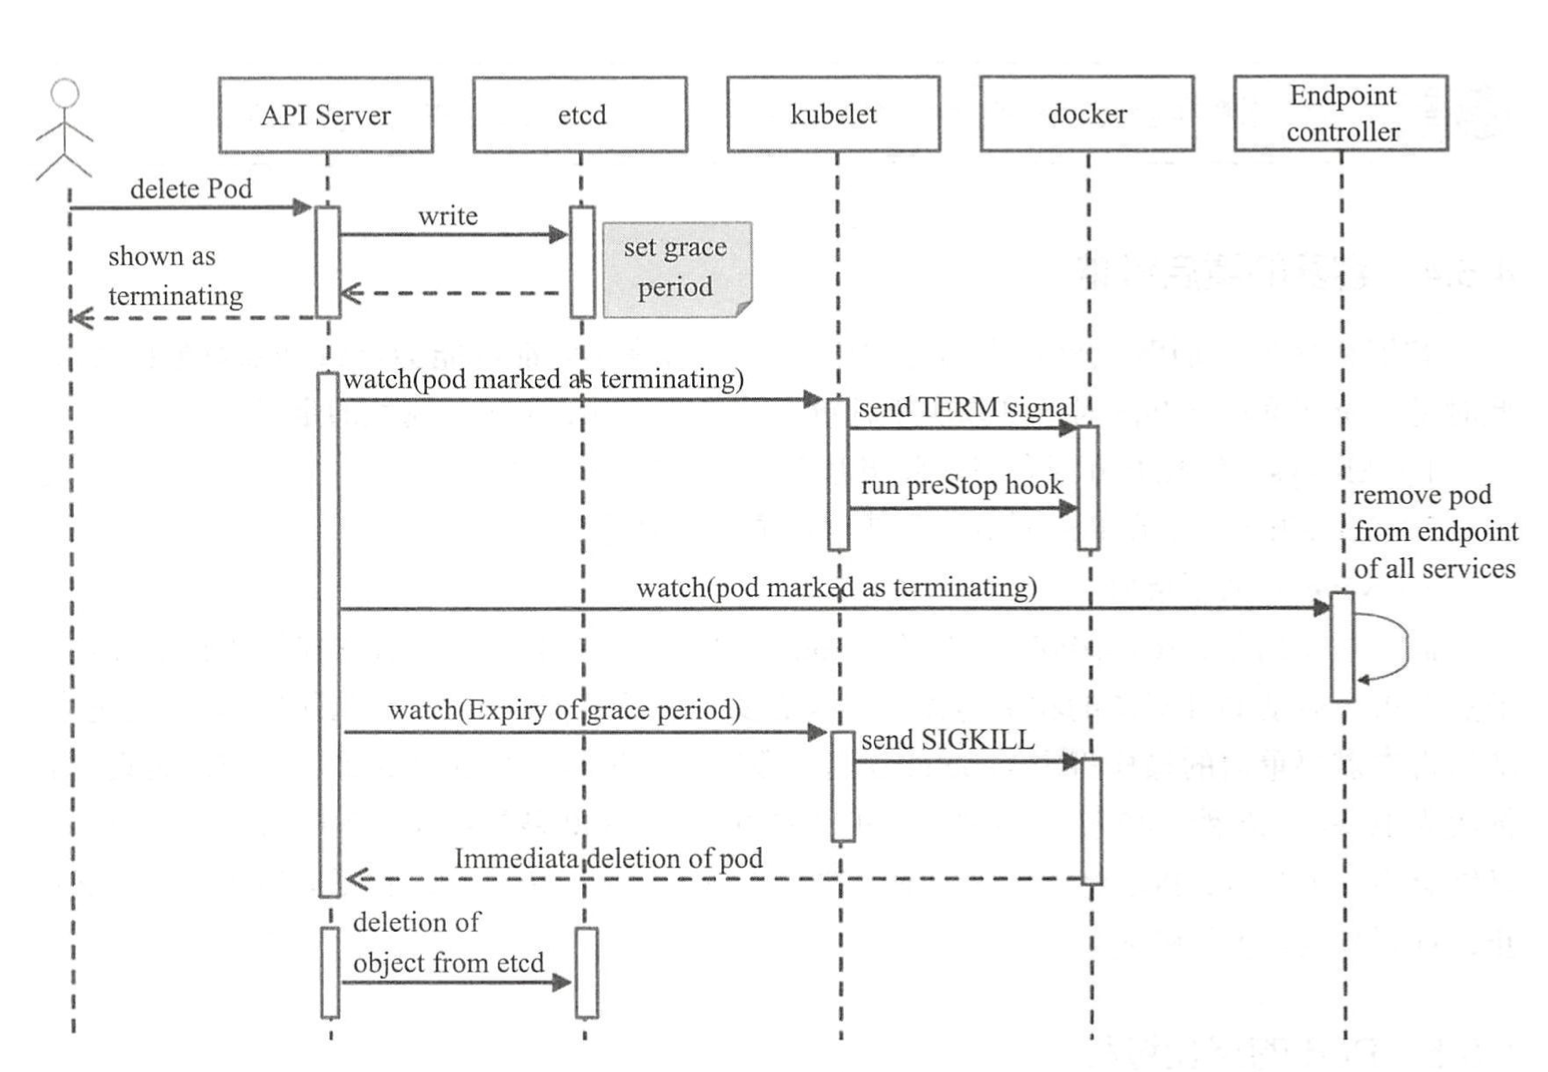 API Server
etcd
kubelet
docker
Endpoint
controller
delete Pod
write
set grace
period
shown as
terminating
watch(pod marked as terminating)
send TERM signal
run preStop hook
remove pod
from endpoint
of all services
watch(pod marked as terminating)
watch(Expiry of grace period)
send SIGKILL
Immediata deletion of pod
deletion of
object from etcd